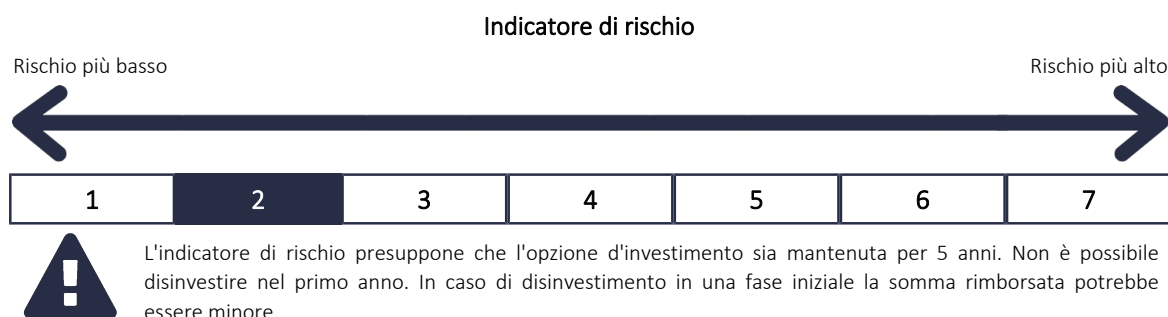 Indicatore di rischio
Rischio più basso
Rischio più alto
1 2 3 4 5 6 7
L'indicatore di rischio presuppone che l'opzione d'investimento sia mantenuta per 5 anni. Non è possibile
disinvestire nel primo anno. In caso di disinvestimento in una fase iniziale la somma rimborsata potrebbe
essere minore